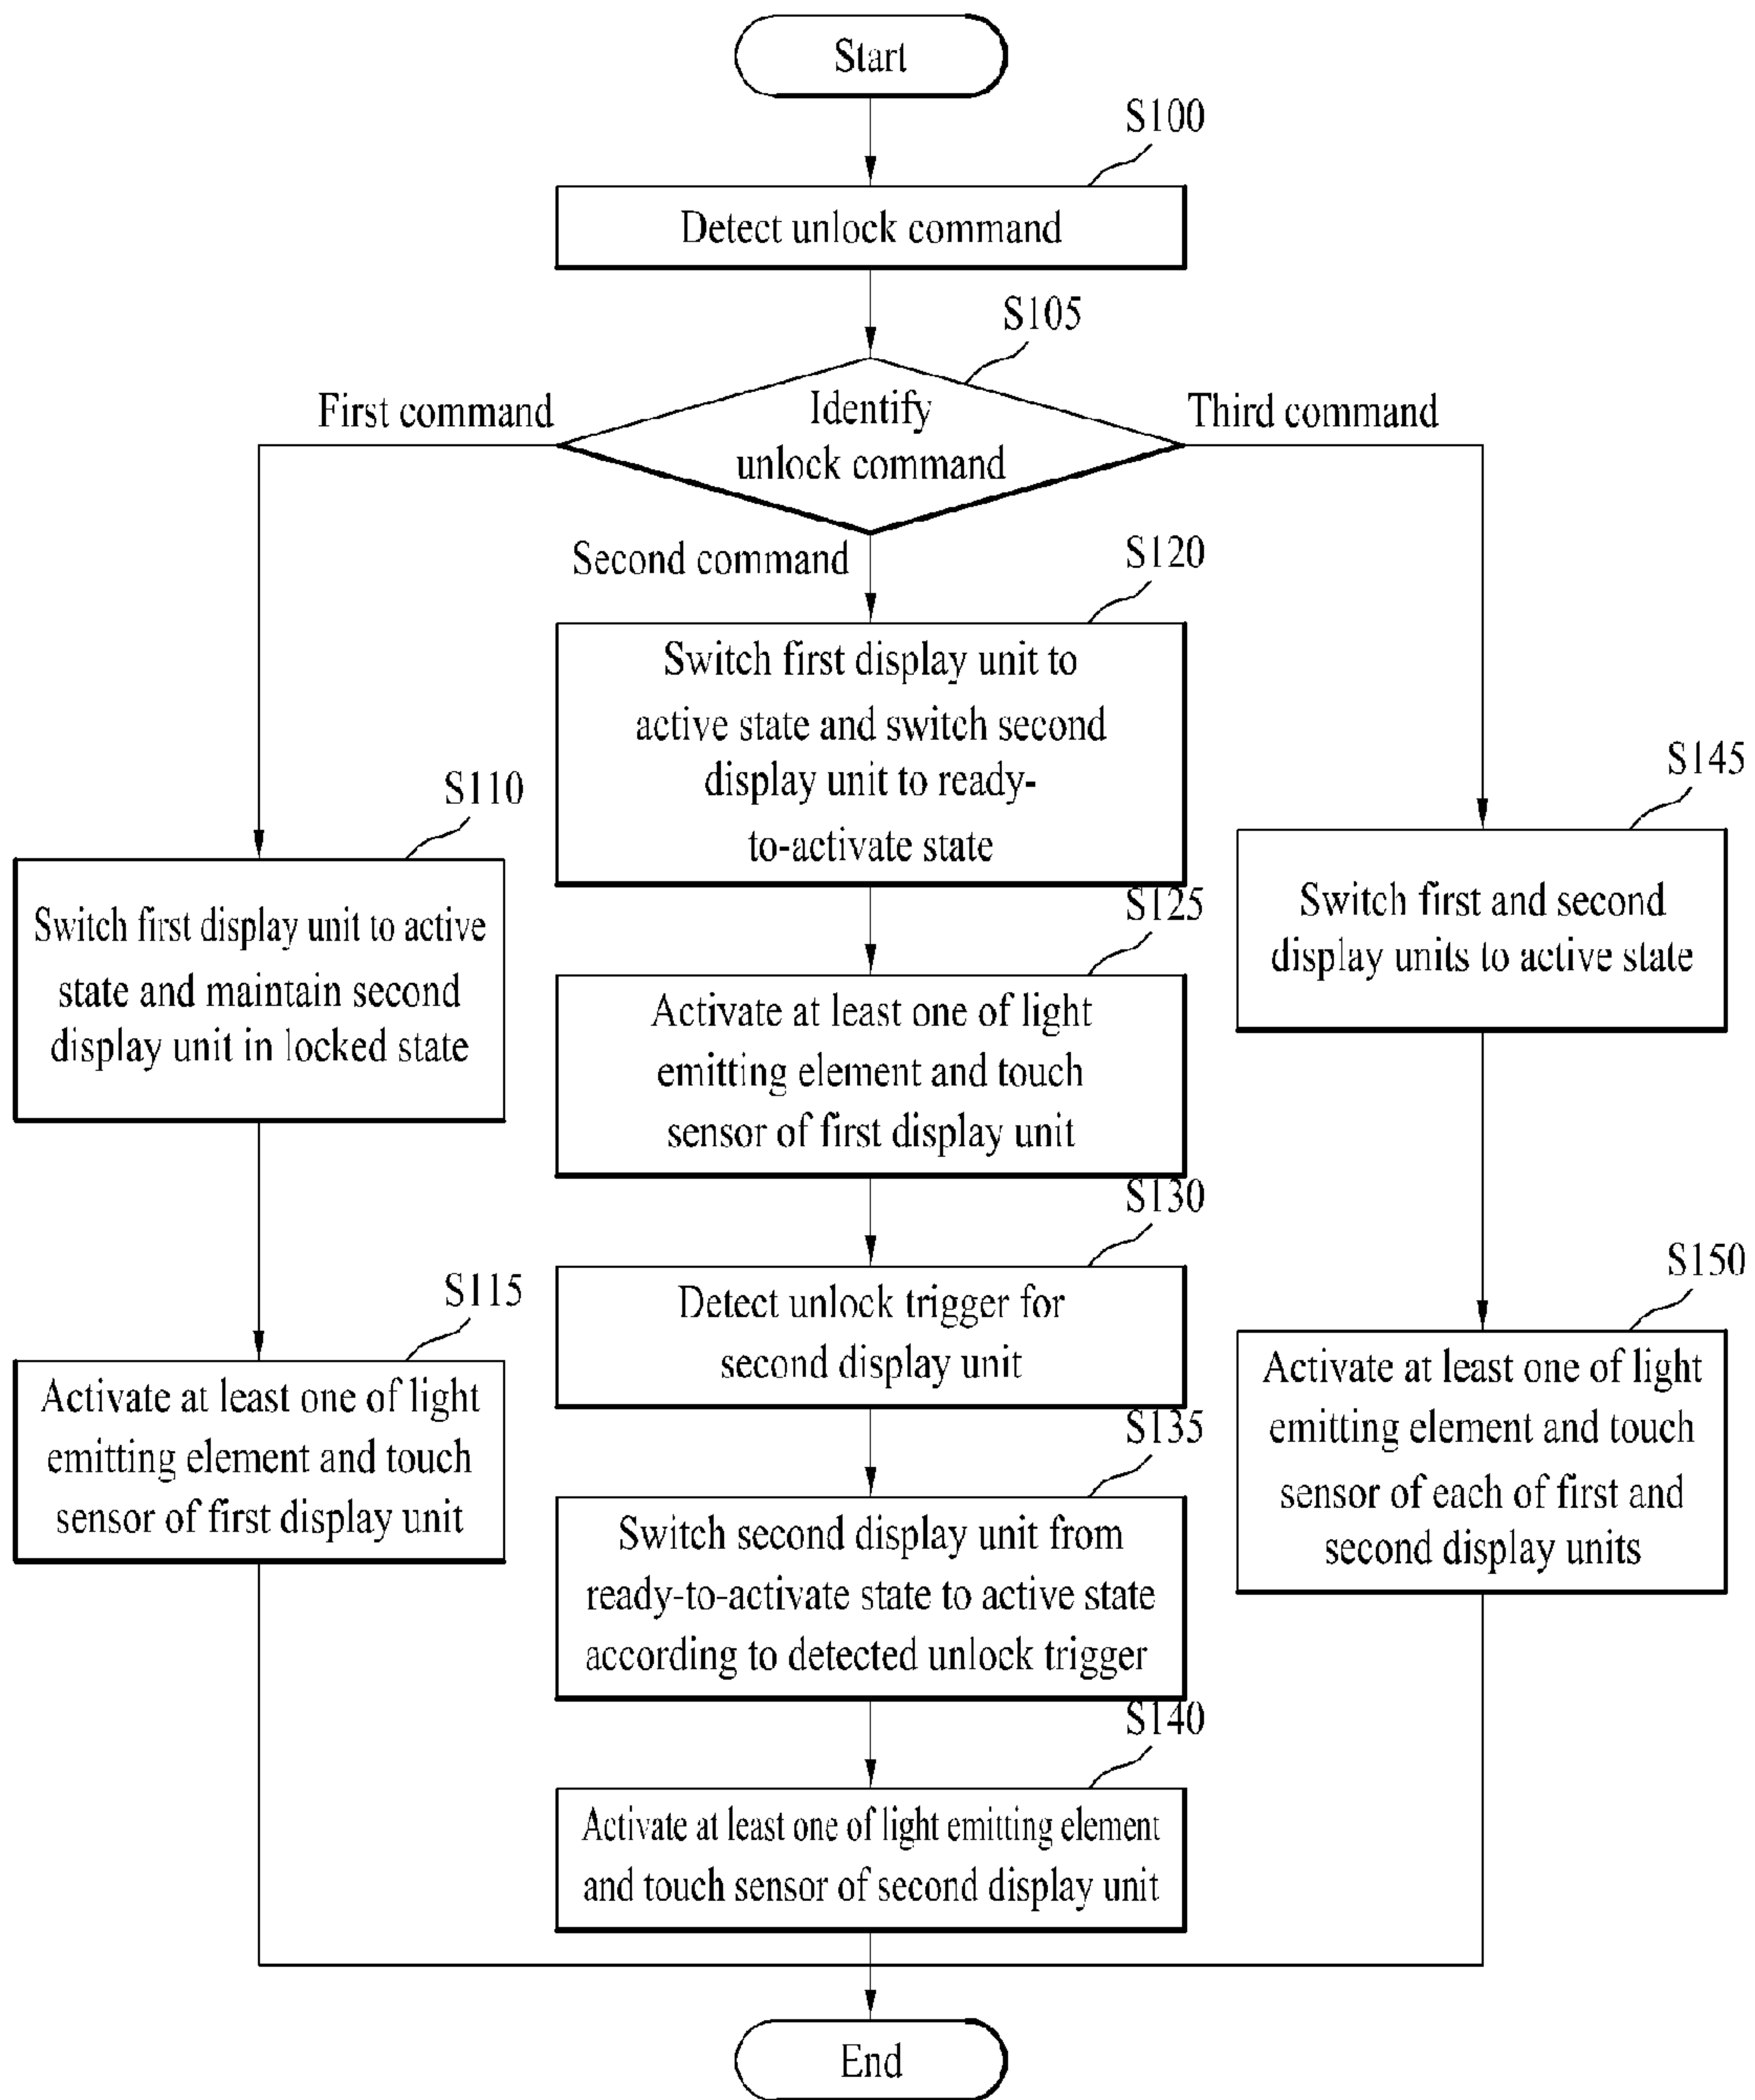 Start
S100
Detect unlock command
S105
First command
Identify
unlock command
Third command
Second command
S120
Switch first display unit to
active state and switch second
display unit to ready-
to-activate state
S110
Switch first display unit to active
state and maintain second
display unit in locked state
S145
Switch first and second
display units to active state
S125
Activate at least one of light
emitting element and touch
sensor of first display unit
S130
Detect unlock trigger for
second display unit
S115
Activate at least one of light
emitting element and touch
sensor of first display unit
S150
Activate at least one of light
emitting element and touch
sensor of each of first and
second display units
S135
Switch second display unit from
ready-to-activate state to active state
according to detected unlock trigger
S140
Activate at least one of light emitting element
and touch sensor of second display unit
End